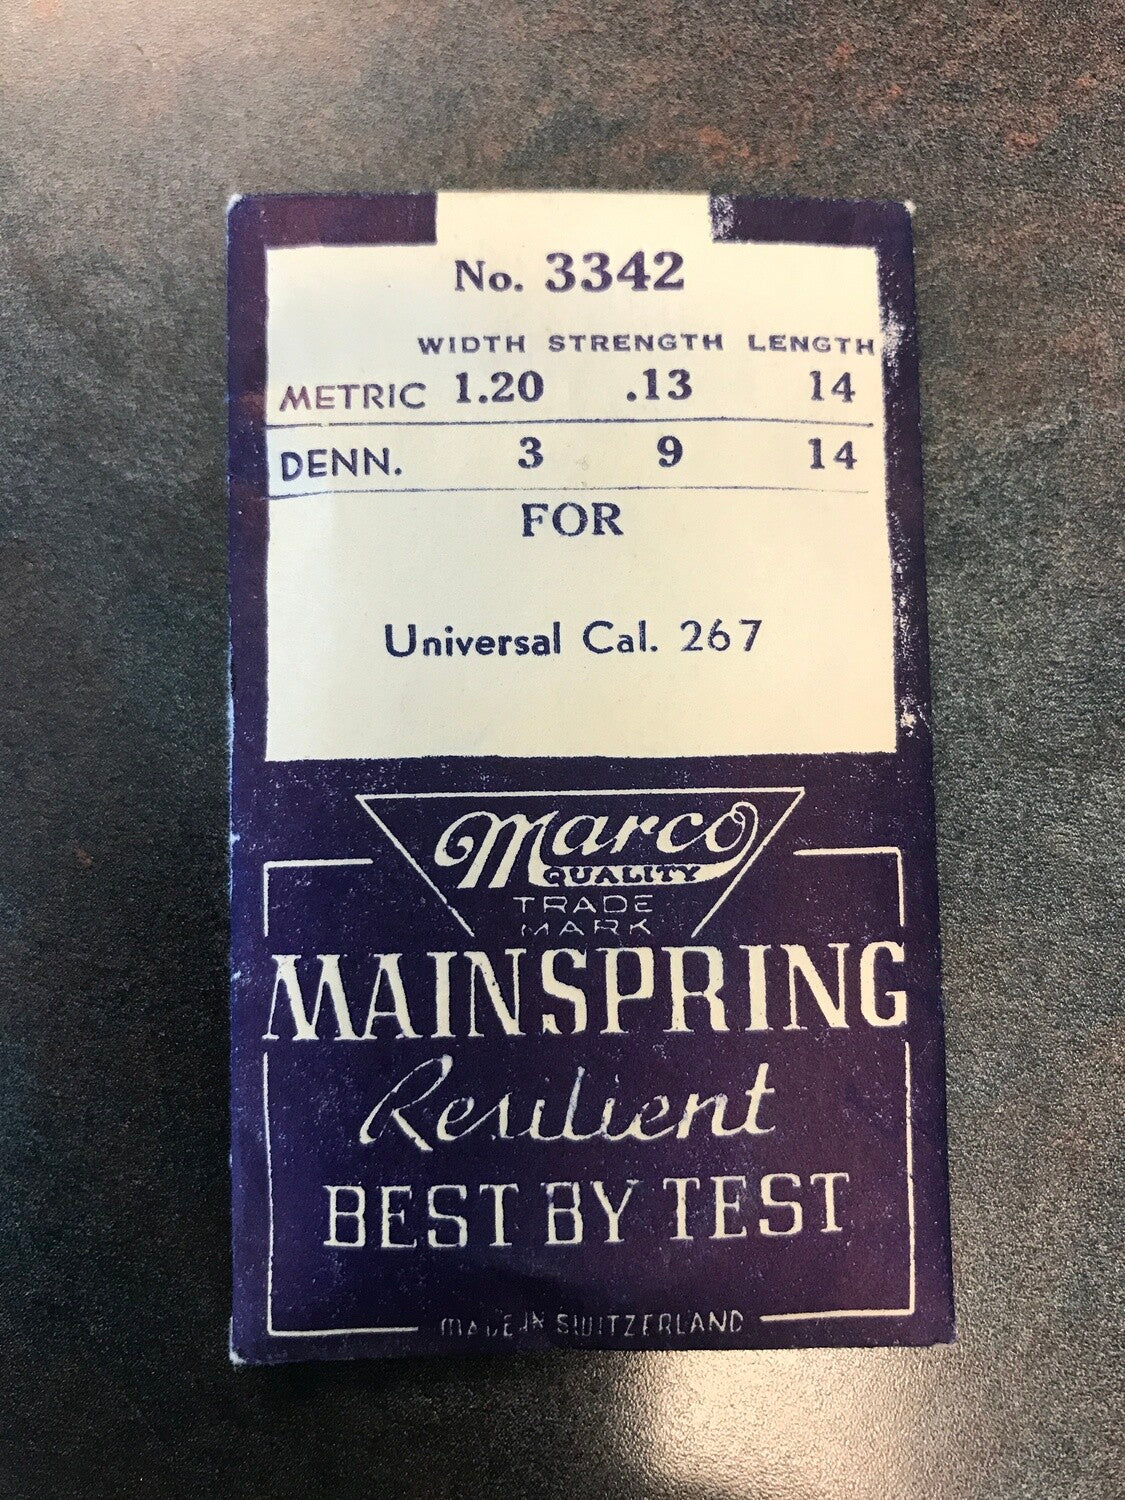 No. 3342
WIDTH STRENGTH LENGTH
METRIC 1.20 .13 14
DENN. 3 9 14
FOR
Universal Cal. 267
Marco
QUALITY
TRADE
MARK
MAINSPRING
Resilient
BEST BY TEST
MADE IN SWITZERLAND